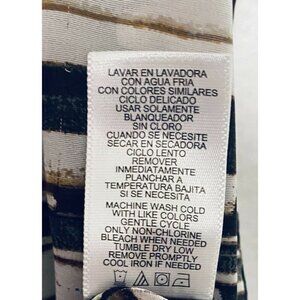 LAVAR EN LAVADORA
CON AGUA FRIA
CON COLORES SIMILARES
CICLO DELICADO
USAR SOLAMENTE
BLANQUEADOR
SIN CLORO
CUANDO SE NECESITE
SECAR EN SECADORA
CICLO LENTO
REMOVER
INMEDIATAMENTE
PLANCHAR A
TEMPERATURA BAJITA
SI SE NECESITA
MACHINE WASH COLD
WITH LIKE COLORS
GENTLE CYCLE
ONLY NON-CHLORINE
BLEACH WHEN NEEDED
TUMBLE DRY LOW
REMOVE PROMPTLY
COOL IRON IF NEEDED